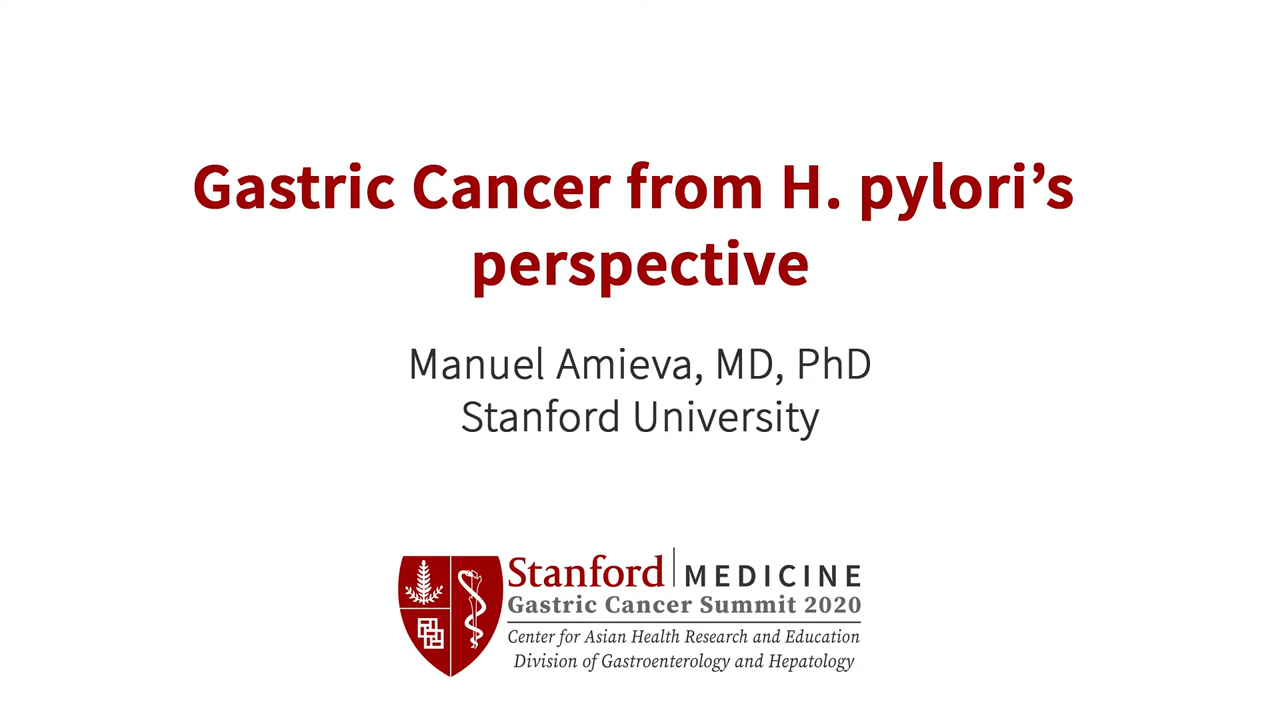 Gastric Cancer from H. pylori’s
perspective
Manuel Amieva, MD, PhD
Stanford University
Stanford MEDICINE
Gastric Cancer Summit 2020
Center for Asian Health Research and Education
Division of Gastroenterology and Hepatology